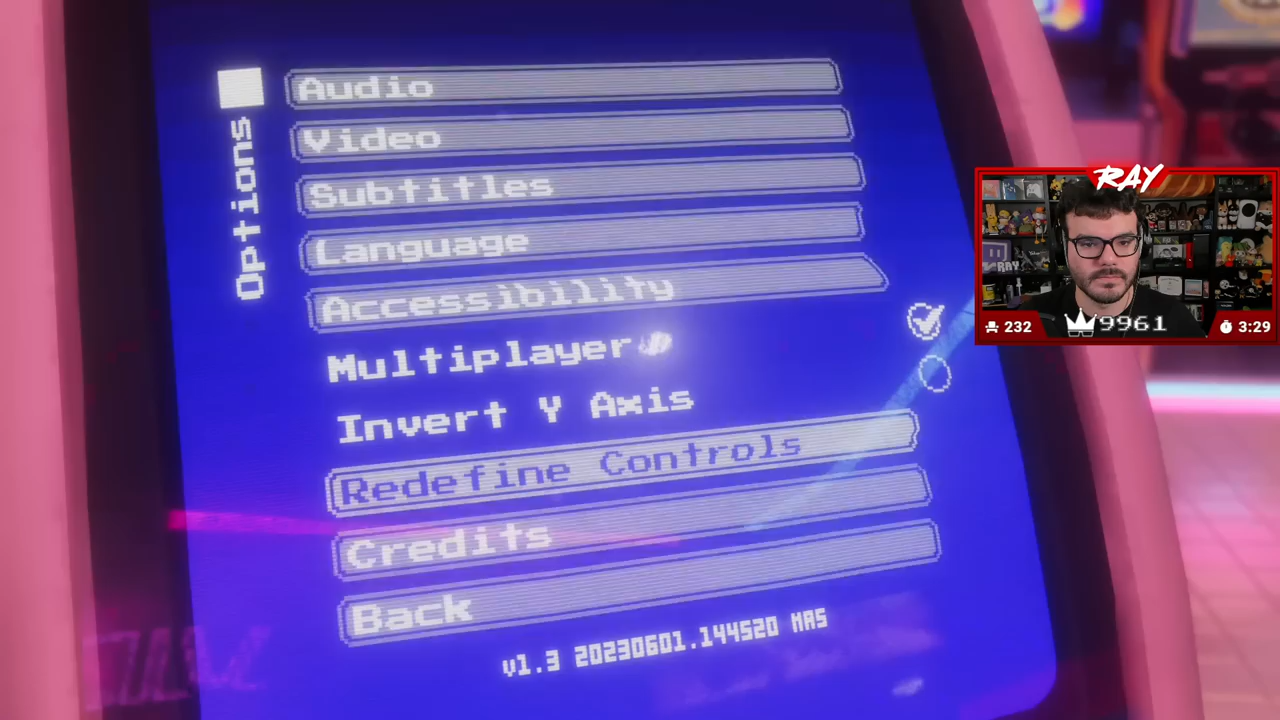 Options
Audio
Video
Subtitles
Language
Accessibility
Multiplayer
Invert Y Axis
Redefine Controls
Credits
Back
v1.3 20230601.144520 MAS
RAY
232
9961
3:29